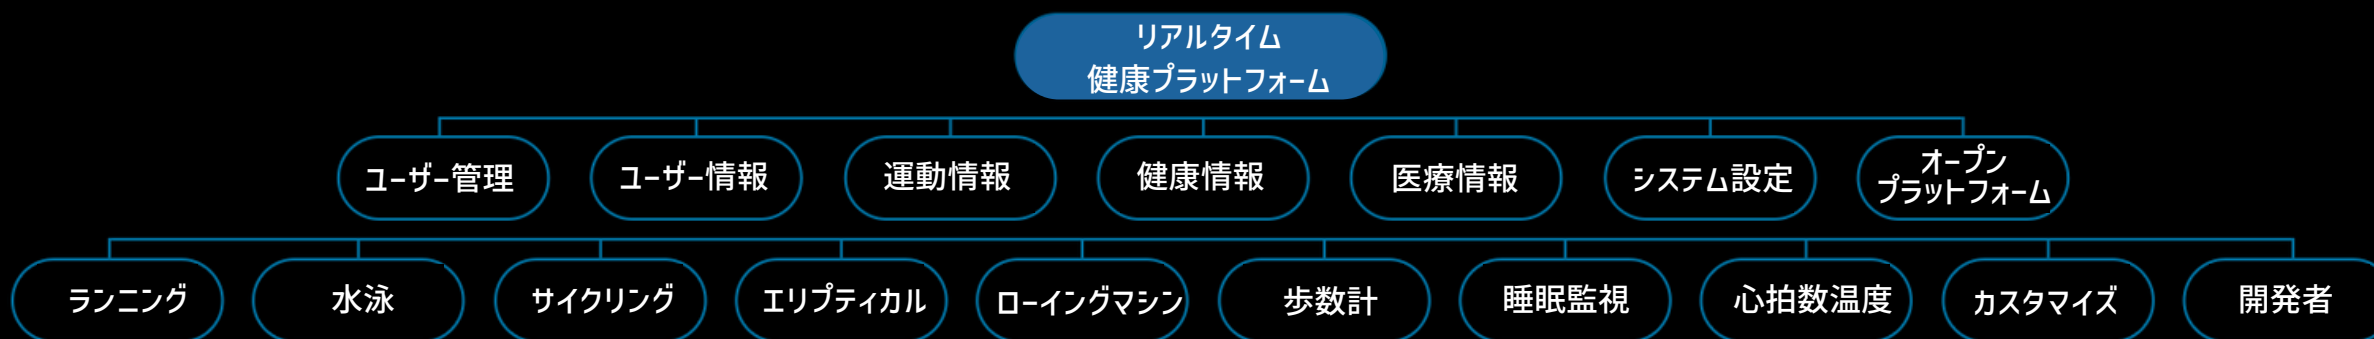 リアルタイム
健康プラットフォーム
ユーザー管理
ユーザー情報
運動情報
健康情報
医療情報
システム設定
オープン
プラットフォーム
ランニング
水泳
サイクリング
エリプティカル
ローイングマシン
歩数計
睡眠監視
心拍数温度
カスタマイズ
開発者